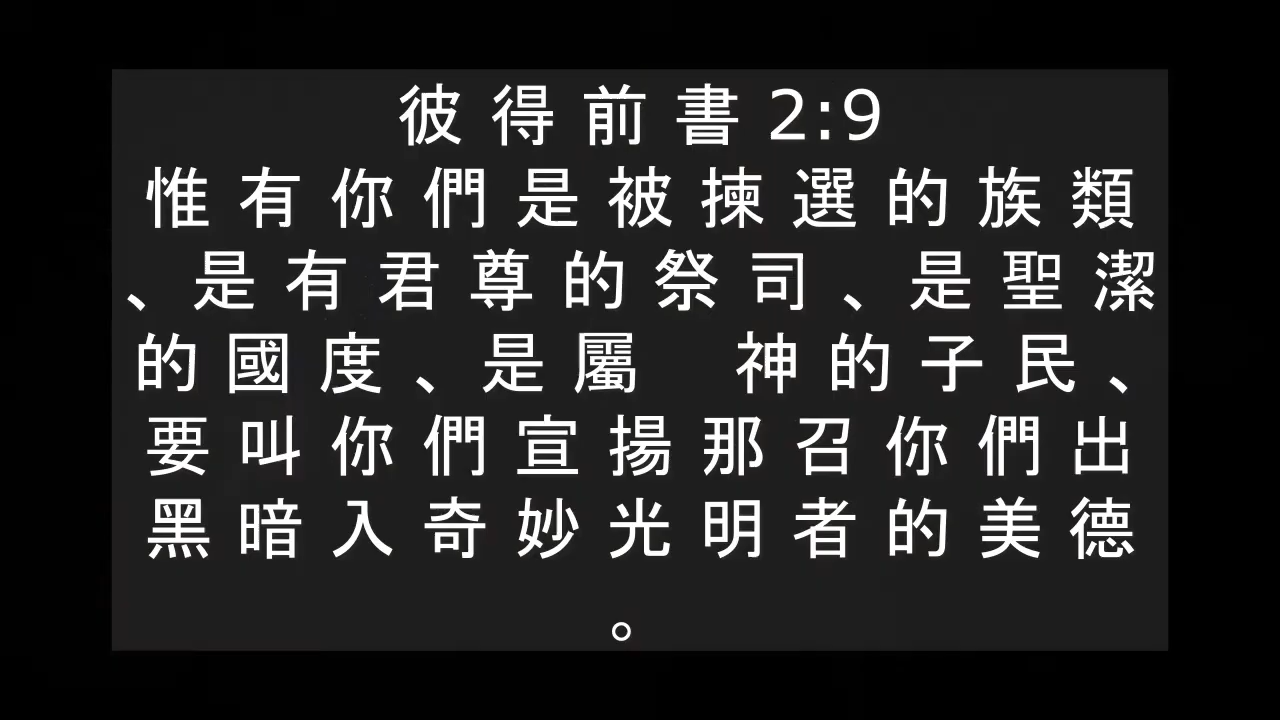 彼得前書2:9
惟有你們是被揀選的族類
、是有君尊的祭司、是聖潔
的國度、是屬　神的子民、
要叫你們宣揚那召你們出
黑暗入奇妙光明者的美德
。